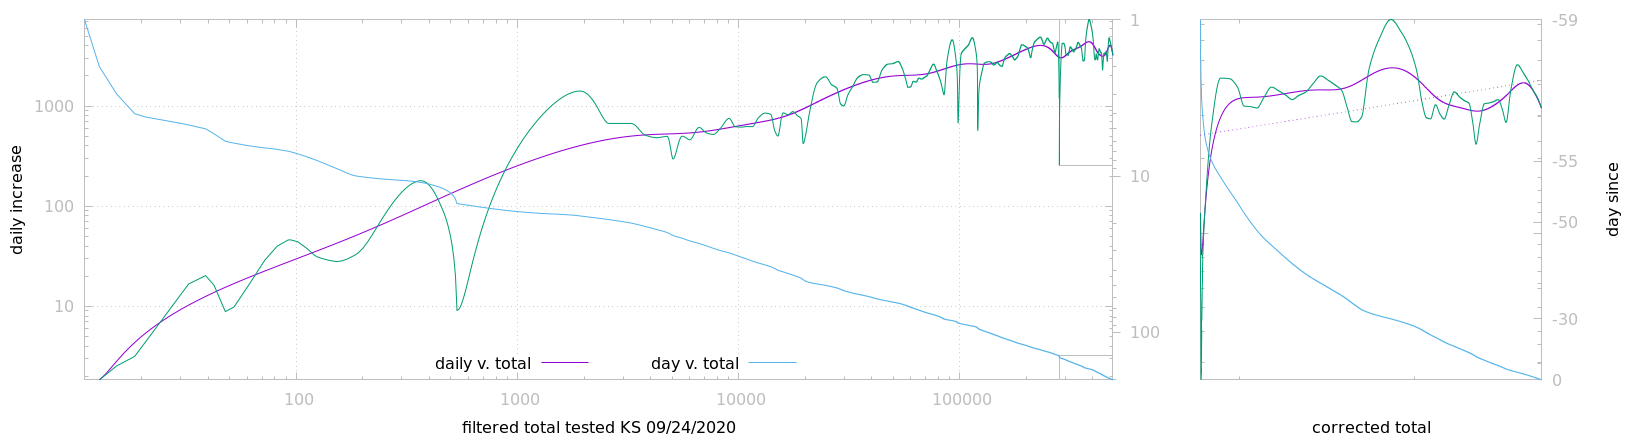 daily increase
1000
100
10
100
1000
10000
100000
filtered total tested KS 09/24/2020
daily v. total
day v. total
1
10
100
-59
-55
-50
-30
0
day since
corrected total